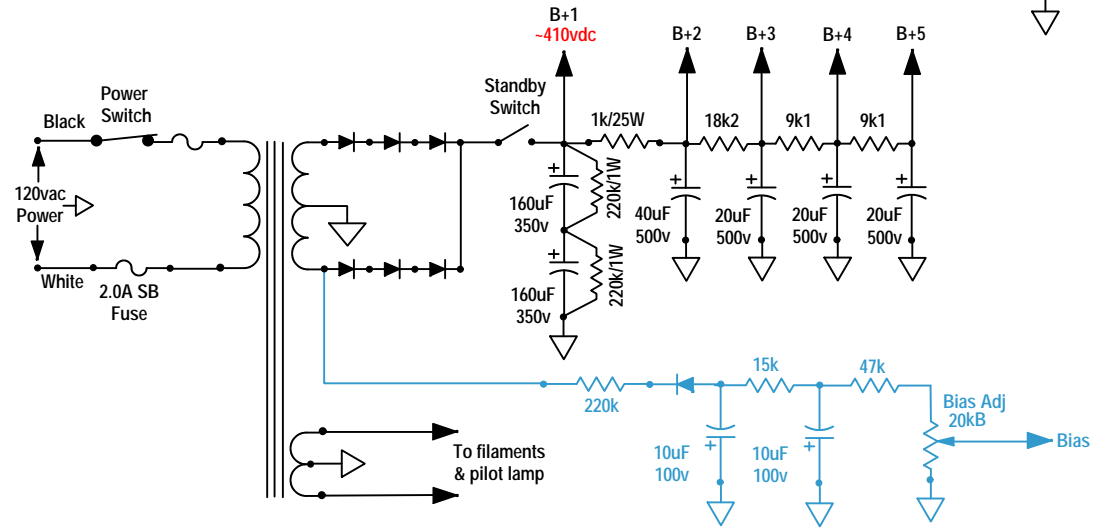 B+1
~410vdc
B+2
B+3
B+4
B+5
Power
Switch
Standby
Switch
Black
1k/25W
18k2
9k1
9k1
120vac
Power
+
160uF
350v
220k/1W
+
40uF
500v
+
20uF
500v
+
20uF
500v
+
20uF
500v
White
2.0A SB
Fuse
+
160uF
350v
220k/1W
220k
15k
47k
Bias Adj
20kB
Bias
10uF
100v
+
10uF
100v
+
To filaments
& pilot lamp